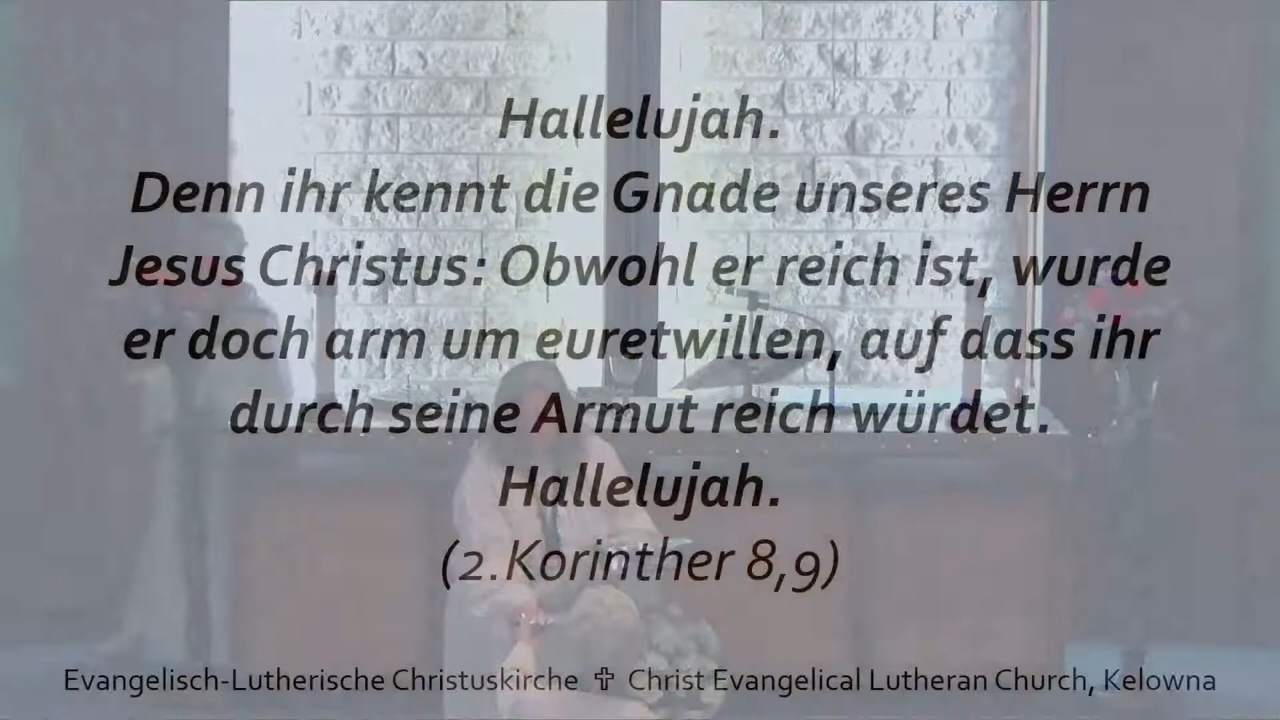 Hallelujah.
Denn ihr kennt die Gnade unseres Herrn
Jesus Christus: Obwohl er reich ist, wurde
er doch arm um euretwillen, auf dass ihr
durch seine Armut reich würdet.
Hallelujah.
(2.Korinther 8,9)
Evangelisch-Lutherische Christuskirche ✞ Christ Evangelical Lutheran Church, Kelowna